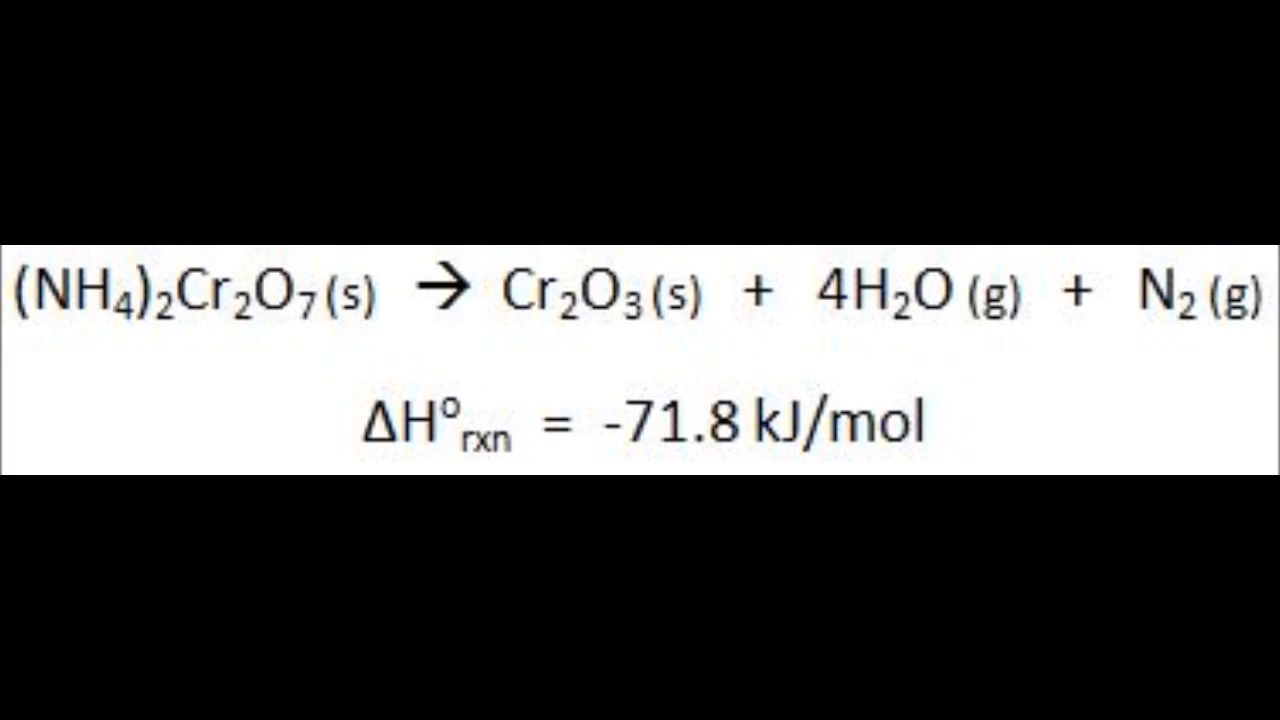 (NH₄)₂Cr₂O₇(s) → Cr₂O₃(s) + 4H₂O (g) + N₂ (g)
ΔH°rxn = -71.8 kJ/mol